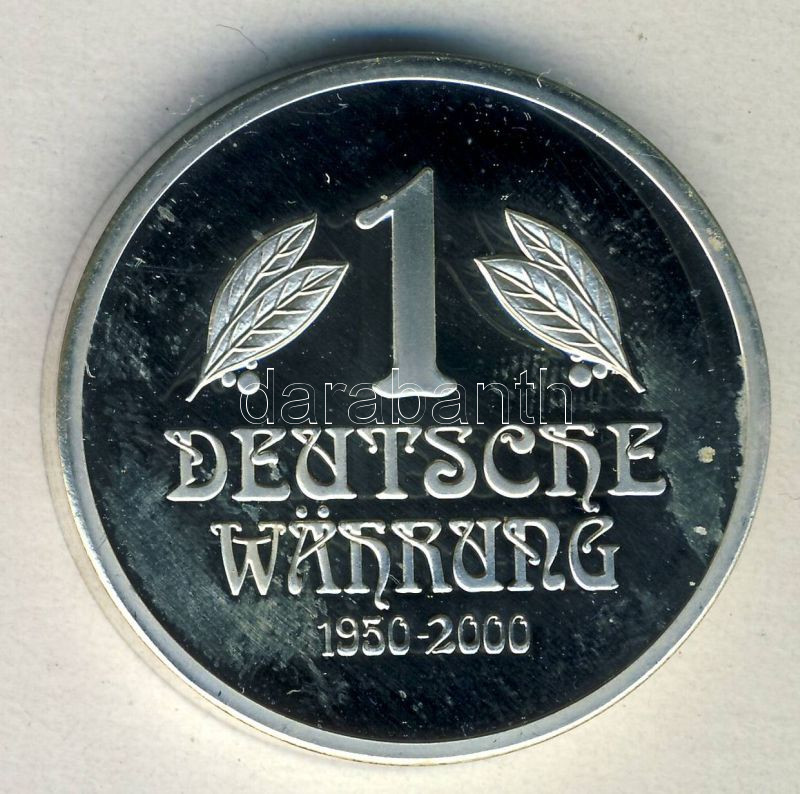 1
darabanth
DEUTSCHE
WÄHRUNG
1950-2000